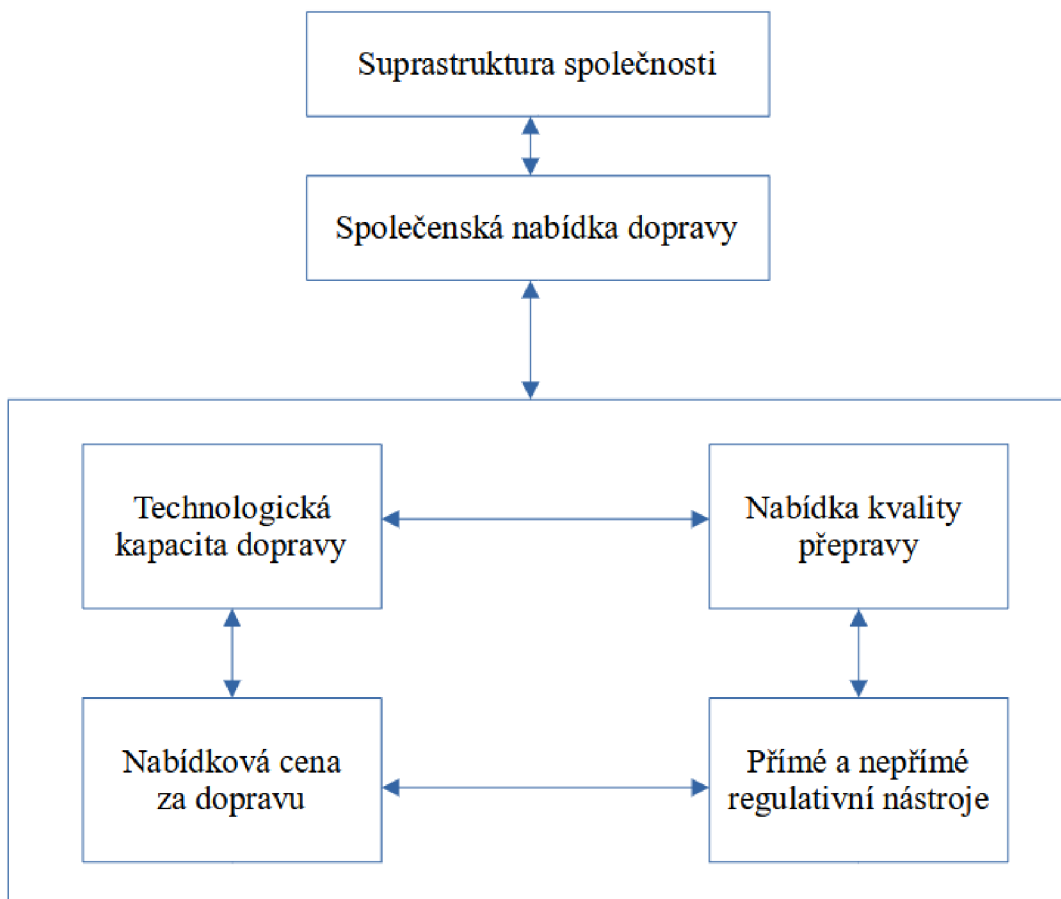 Suprastruktura společnosti
Společenská nabídka dopravy
Technologická
kapacita dopravy
Nabídka kvality
přepravy
Nabídková cena
za dopravu
Přímé a nepřímé
regulativní nástroje